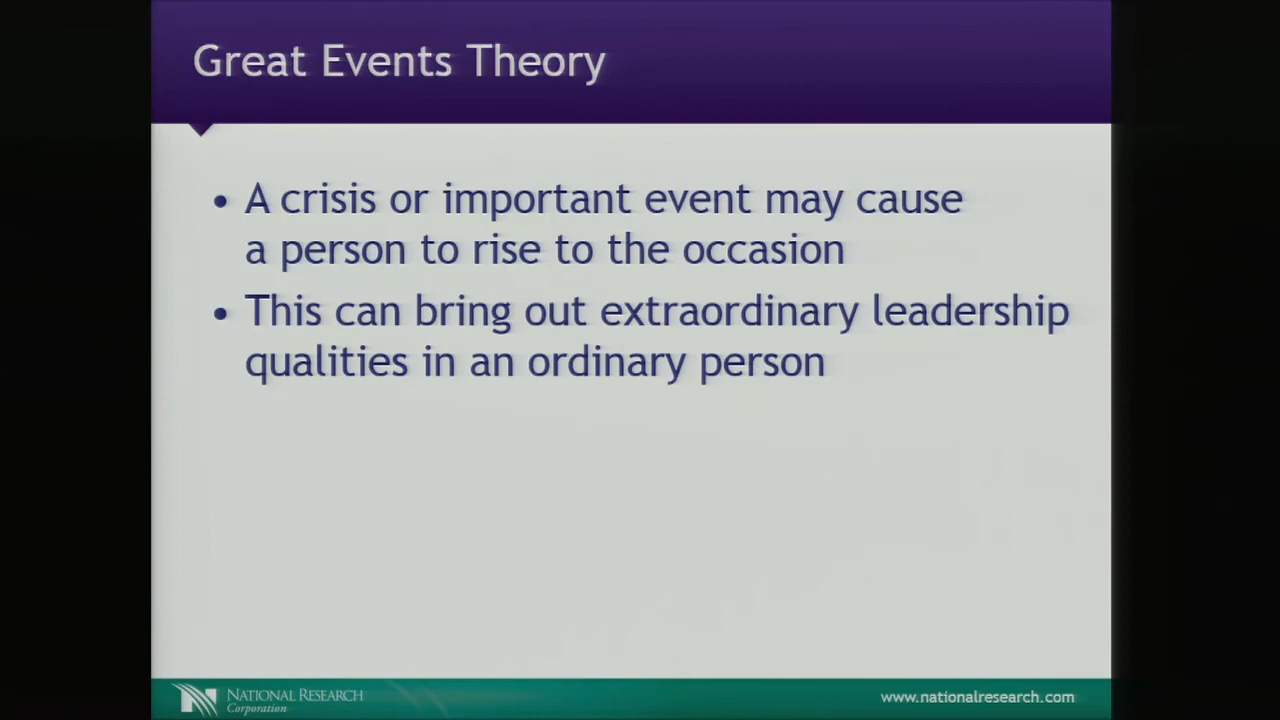 Great Events Theory
• A crisis or important event may cause
a person to rise to the occasion
• This can bring out extraordinary leadership
qualities in an ordinary person
NATIONAL RESEARCH
Corporation
www.nationalresearch.com